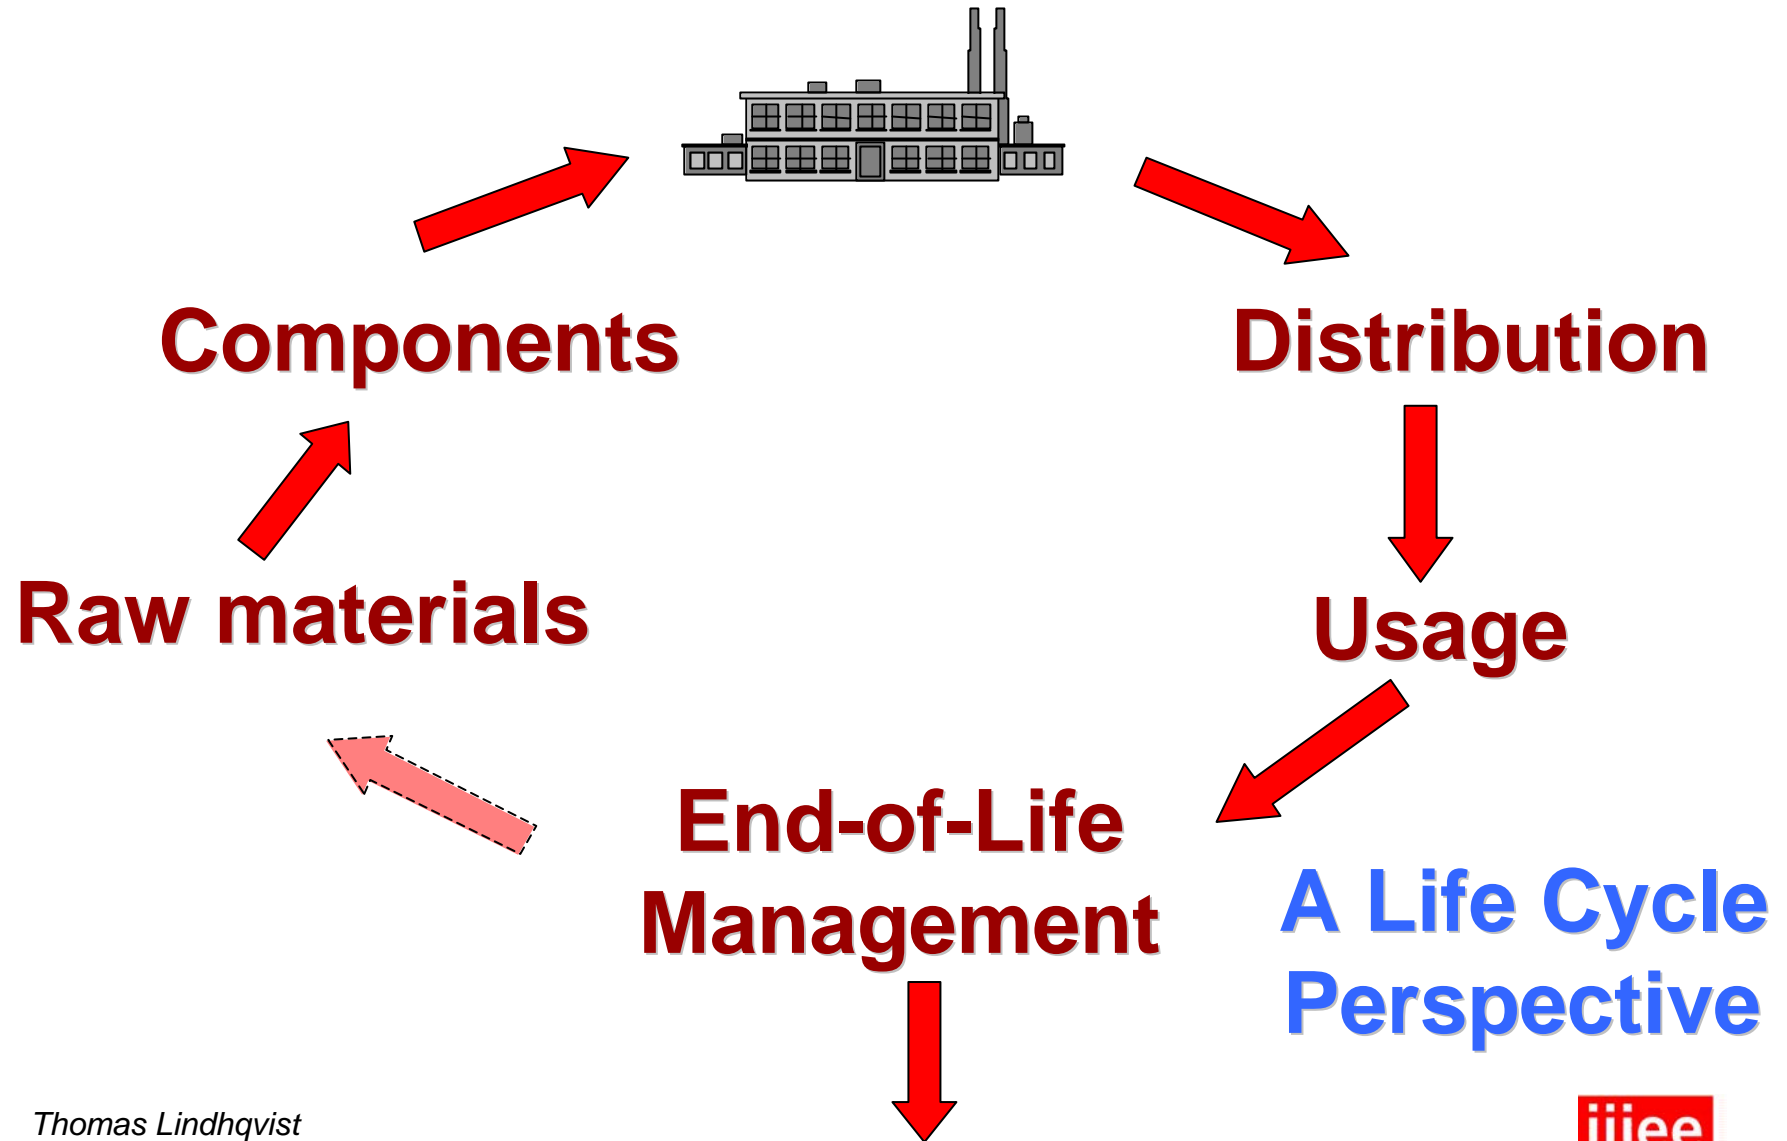 Components
Distribution
Raw materials
Usage
End-of-Life
Management
A Life Cycle
Perspective
Thomas Lindhqvist
iiiee